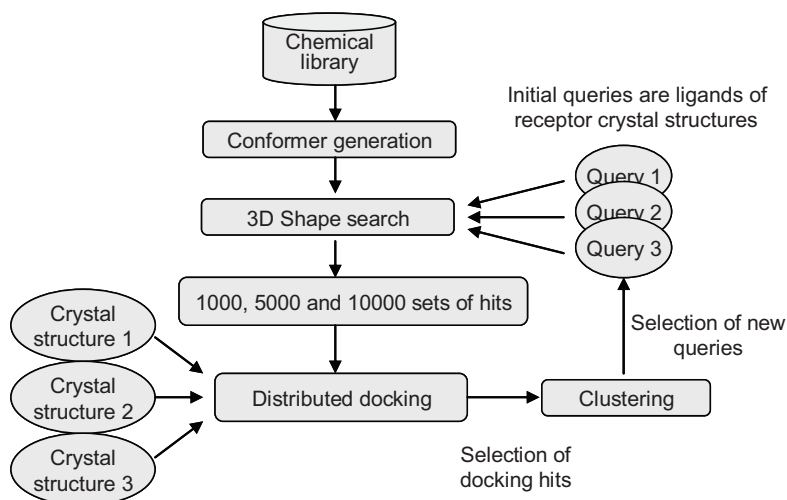 Chemical
library
Initial queries are ligands of
receptor crystal structures
Conformer generation
Query 1
Query 2
Query 3
3D Shape search
1000, 5000 and 10000 sets of hits
Crystal
structure 1
Crystal
structure 2
Crystal
structure 3
Selection of new
queries
Distributed docking
Clustering
Selection of
docking hits